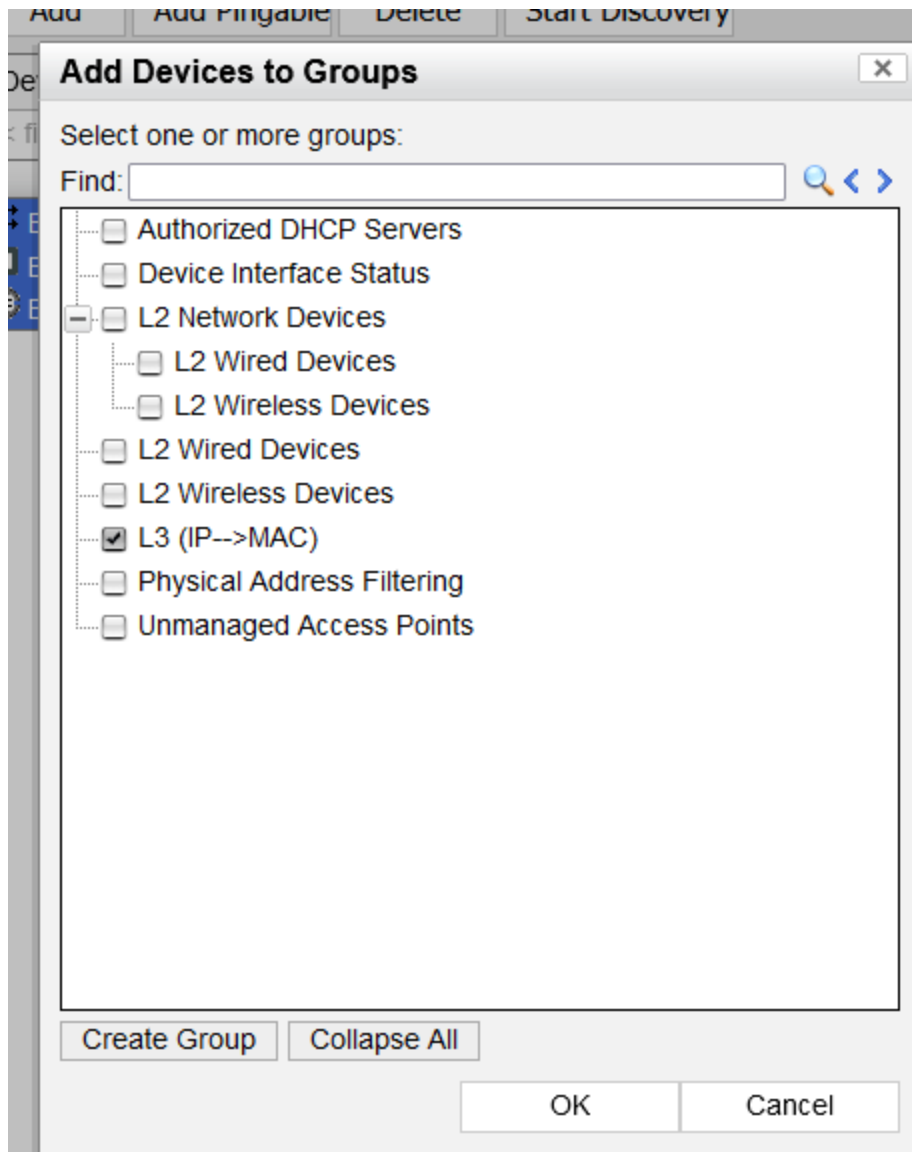 Add Add Pingable Delete Start Discovery
Add Devices to Groups
Select one or more groups:
Find:
Authorized DHCP Servers
Device Interface Status
L2 Network Devices
L2 Wired Devices
L2 Wireless Devices
L2 Wired Devices
L2 Wireless Devices
L3 (IP-->MAC)
Physical Address Filtering
Unmanaged Access Points
Create Group Collapse All
OK Cancel